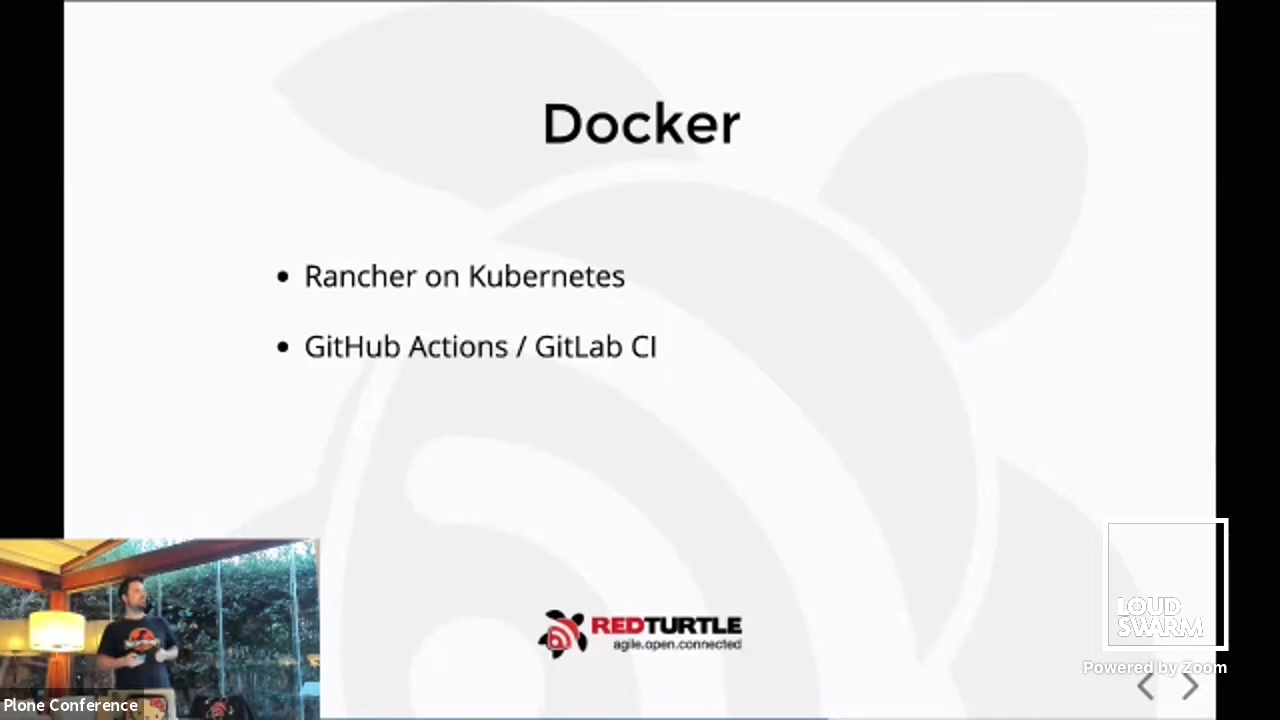 Docker
Rancher on Kubernetes
GitHub Actions / GitLab CI
REDTURTLE
agile.open.connected
LOUD
SWARM
Powered by Zoom
Plone Conference